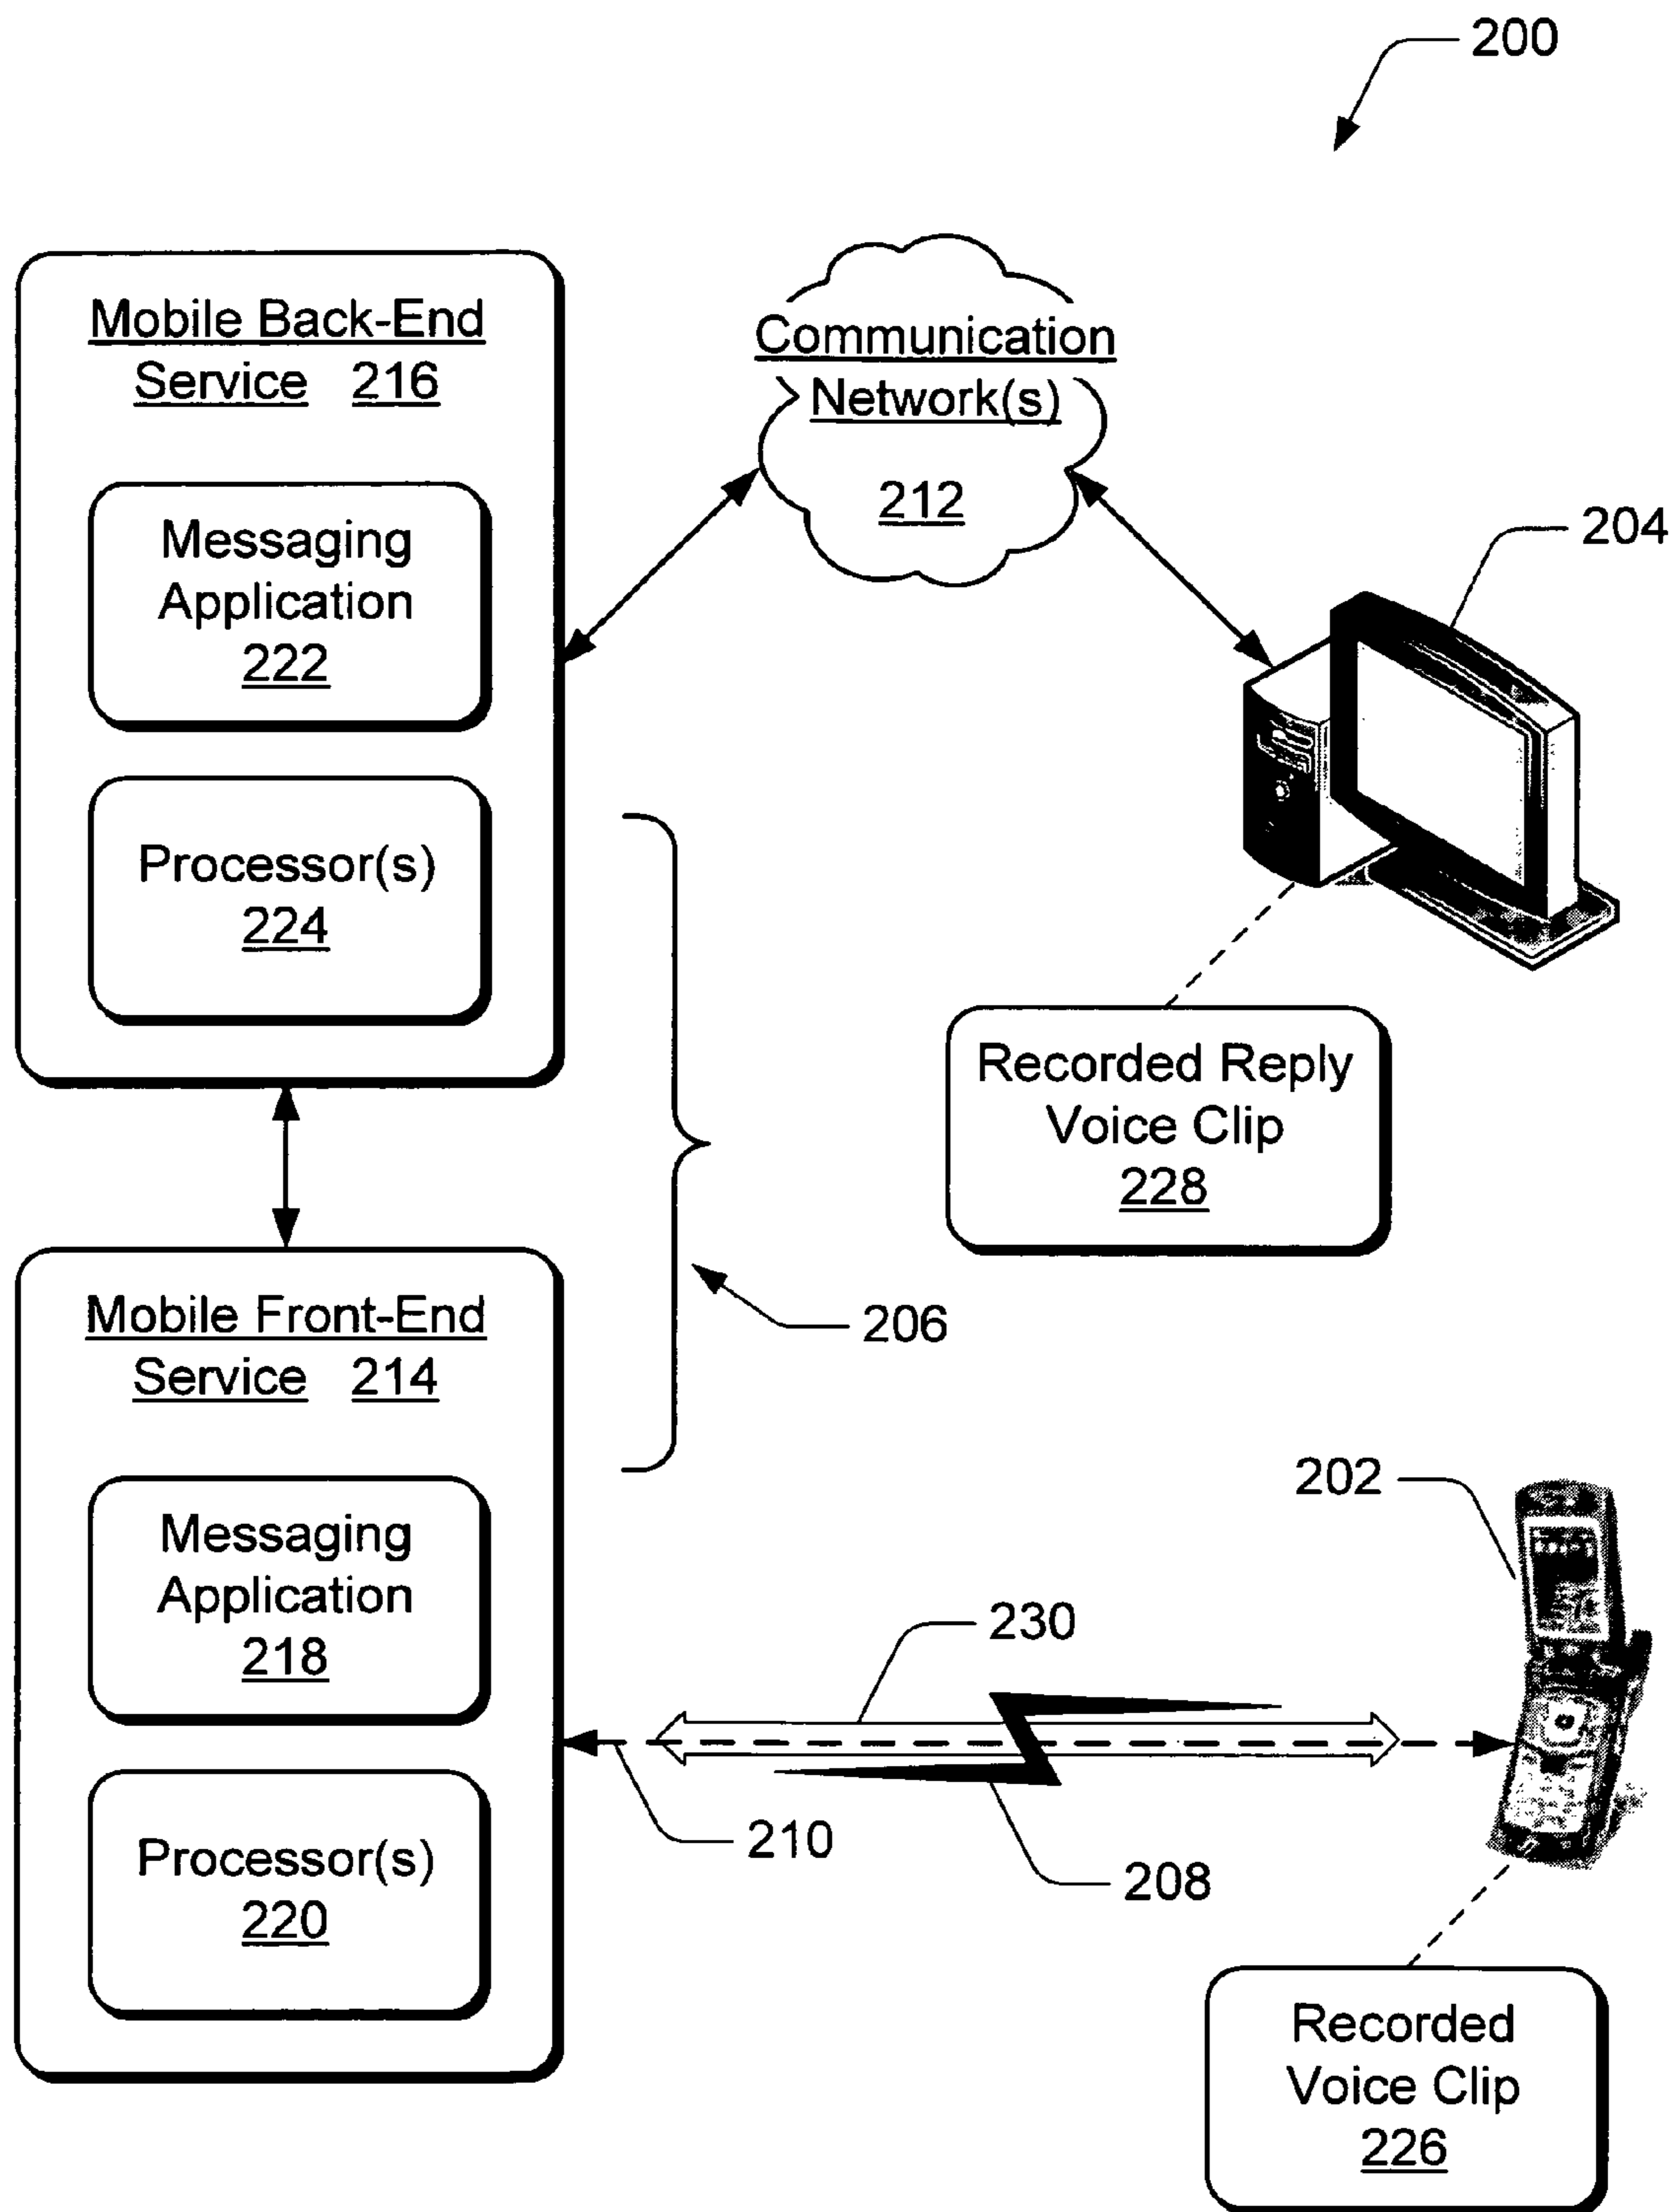 200
Mobile Back-End
Service 216
Messaging
Application
222
Processor(s)
224
Communication
Network(s)
212
204
Recorded Reply
Voice Clip
228
206
Mobile Front-End
Service 214
Messaging
Application
218
Processor(s)
220
230
210
208
202
Recorded
Voice Clip
226